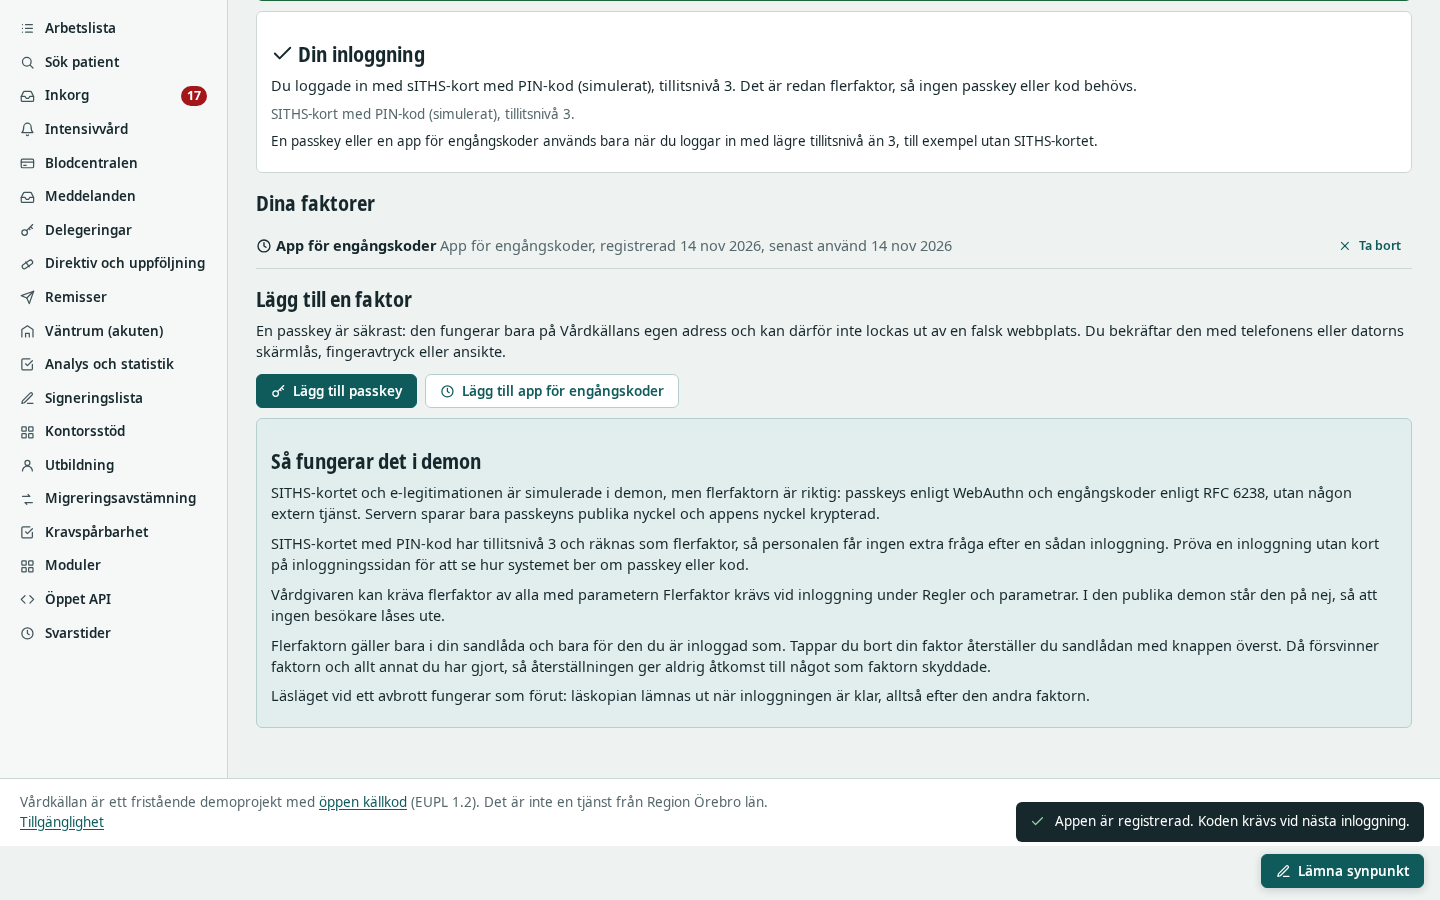 Arbetslista
Sök patient
Inkorg 17
Intensivvård
Blodcentralen
Meddelanden
Delegeringar
Direktiv och uppföljning
Remisser
Väntrum (akuten)
Analys och statistik
Signeringslista
Kontorsstöd
Utbildning
Migreringsavstämning
Kravspårbarhet
Moduler
Öppet API
Svarstider
Din inloggning
Du loggade in med sITHS-kort med PIN-kod (simulerat), tillitsnivå 3. Det är redan flerfaktor, så ingen passkey eller kod behövs.
SITHS-kort med PIN-kod (simulerat), tillitsnivå 3.
En passkey eller en app för engångskoder används bara när du loggar in med lägre tillitsnivå än 3, till exempel utan SITHS-kortet.
Dina faktorer
App för engångskoder App för engångskoder, registrerad 14 nov 2026, senast använd 14 nov 2026
Ta bort
Lägg till en faktor
En passkey är säkrast: den fungerar bara på Vårdkällans egen adress och kan därför inte lockas ut av en falsk webbplats. Du bekräftar den med telefonens eller datorns
skärmlås, fingeravtryck eller ansikte.
Lägg till passkey
Lägg till app för engångskoder
Så fungerar det i demon
SITHS-kortet och e-legitimationen är simulerade i demon, men flerfaktorn är riktig: passkeys enligt WebAuthn och engångskoder enligt RFC 6238, utan någon
extern tjänst. Servern sparar bara passkeyns publika nyckel och appens nyckel krypterad.
SITHS-kortet med PIN-kod har tillitsnivå 3 och räknas som flerfaktor, så personalen får ingen extra fråga efter en sådan inloggning. Pröva en inloggning utan kort
på inloggningssidan för att se hur systemet ber om passkey eller kod.
Vårdgivaren kan kräva flerfaktor av alla med parametern Flerfaktor krävs vid inloggning under Regler och parametrar. I den publika demon står den på nej, så att
ingen besökare låses ute.
Flerfaktorn gäller bara i din sandlåda och bara för den du är inloggad som. Tappar du bort din faktor återställer du sandlådan med knappen överst. Då försvinner
faktorn och allt annat du har gjort, så återställningen ger aldrig åtkomst till något som faktorn skyddade.
Läsläget vid ett avbrott fungerar som förut: läskopian lämnas ut när inloggningen är klar, alltså efter den andra faktorn.
Vårdkällan är ett fristående demoprojekt med öppen källkod (EUPL 1.2). Det är inte en tjänst från Region Örebro län.
Tillgänglighet
Appen är registrerad. Koden krävs vid nästa inloggning.
Lämna synpunkt